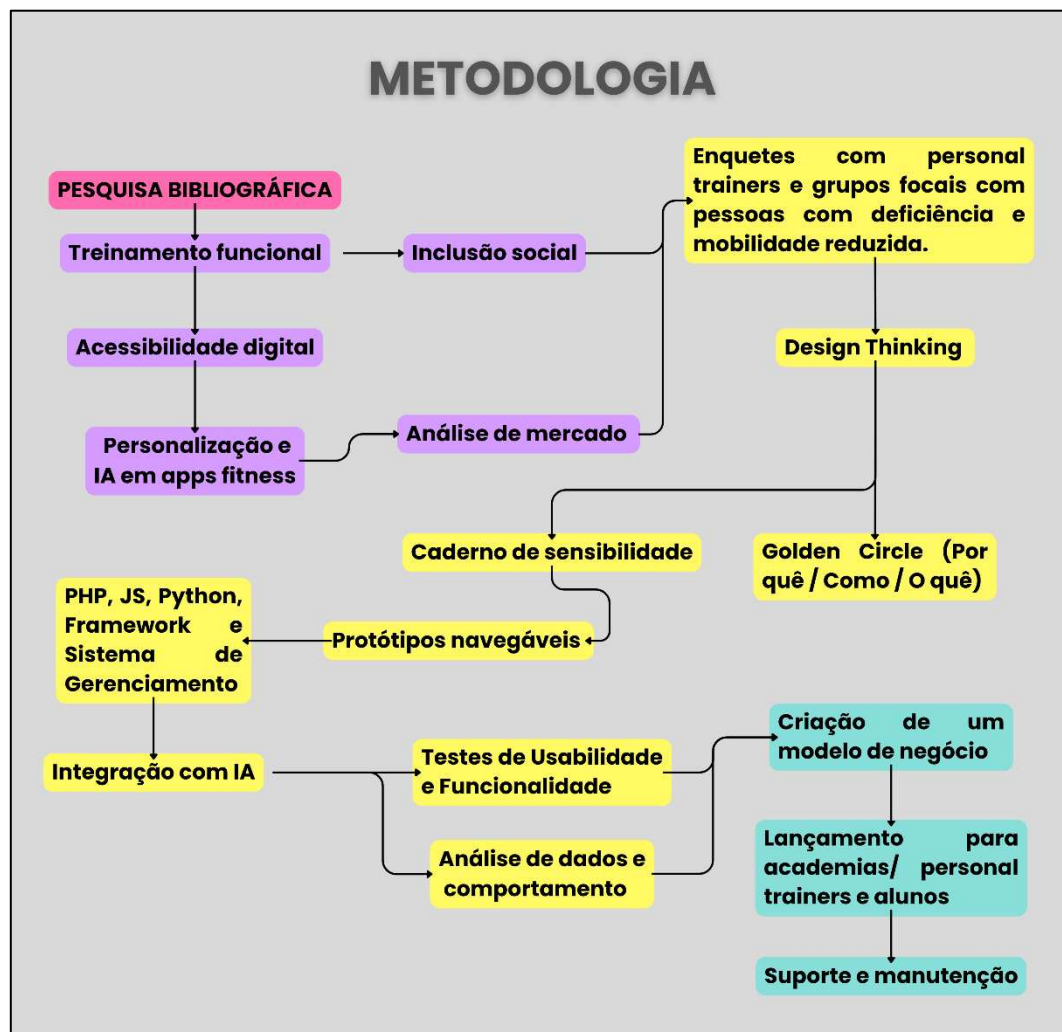 METODOLOGIA
PESQUISA BIBLIOGRÁFICA
Treinamento funcional
Inclusão social
Enquetes com personal
trainers e grupos focais com
pessoas com deficiência e
mobilidade reduzida.
Acessibilidade digital
Design Thinking
Personalização e
IA em apps fitness
Análise de mercado
Caderno de sensibilidade
Golden Circle (Por
quê / Como / O quê)
PHP, JS, Python,
Framework e
Sistema de
Gerenciamento
Protótipos navegáveis
Integração com IA
Testes de Usabilidade
e Funcionalidade
Análise de dados e
comportamento
Criação de um
modelo de negócio
Lançamento para
academias/ personal
trainers e alunos
Suporte e manutenção